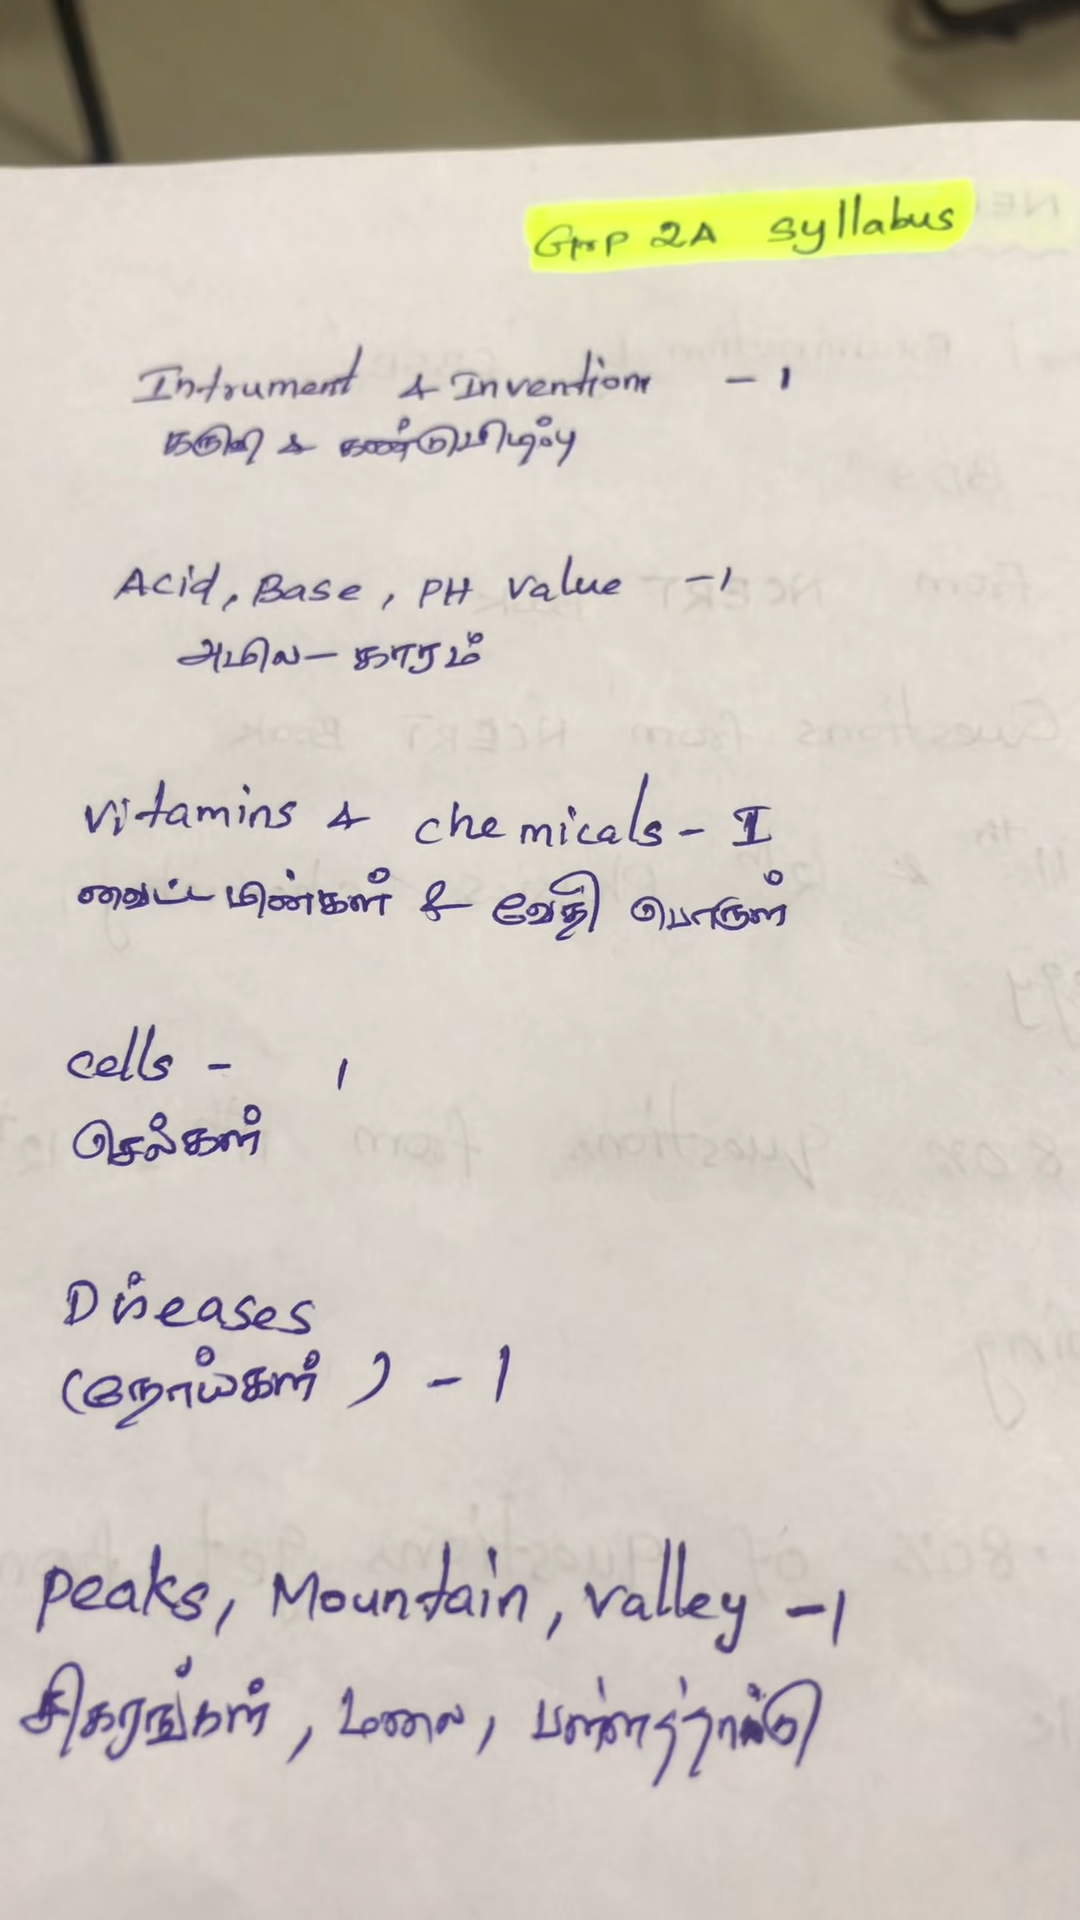 Grp 2A syllabus
Intrument & Inventions - 1
கருவி & கண்டுபிடிப்பு
Acid, Base, PH value - 1
அமில - காரம்
vitamins & chemicals - I
வைட்டமின்கள் & வேதி பொருள்
cells - 1
செல்கள்
Diseases
(நோய்கள்) - 1
peaks, Mountain, valley - 1
சிகரங்கள், மலை, பள்ளத்தாக்கு